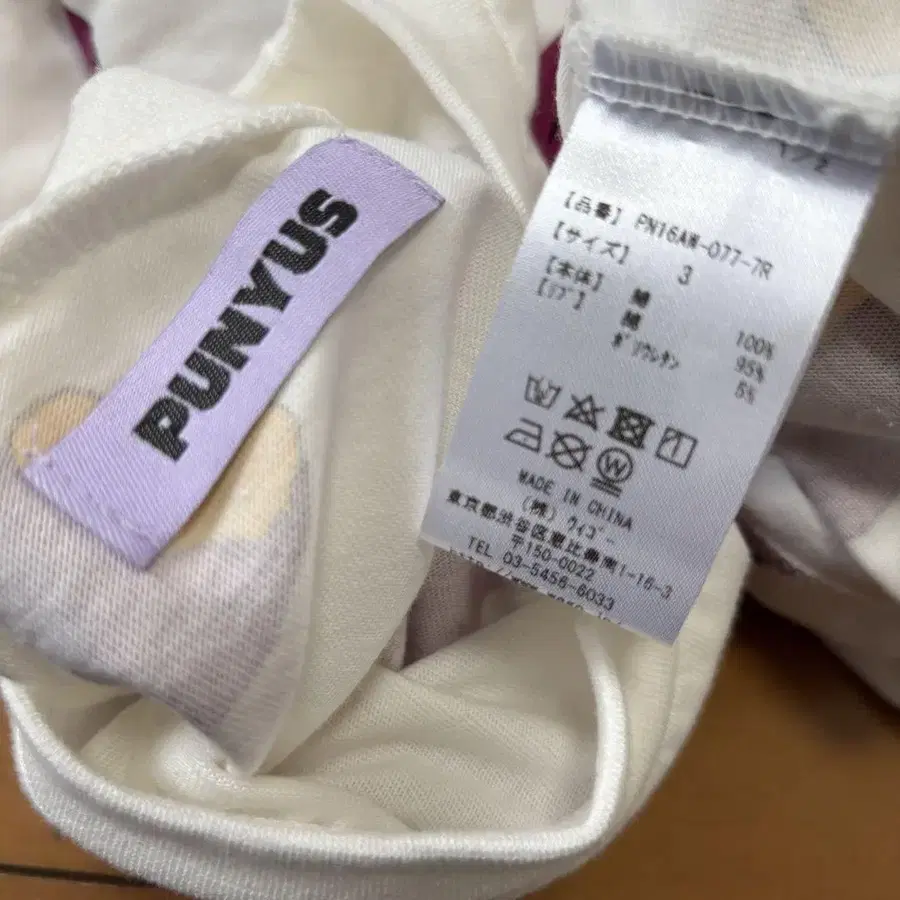 PUNYUS
1/2
【品番】 PN16AW-077-7R
【サイズ】 3
【本体】 綿 100%
【リブ】 綿 95%
ポリウレタン 5%
W
MADE IN CHINA
(株) ウィゴー
東京都渋谷区恵比寿南1-16-3
〒150-0022
TEL 03-5456-6033